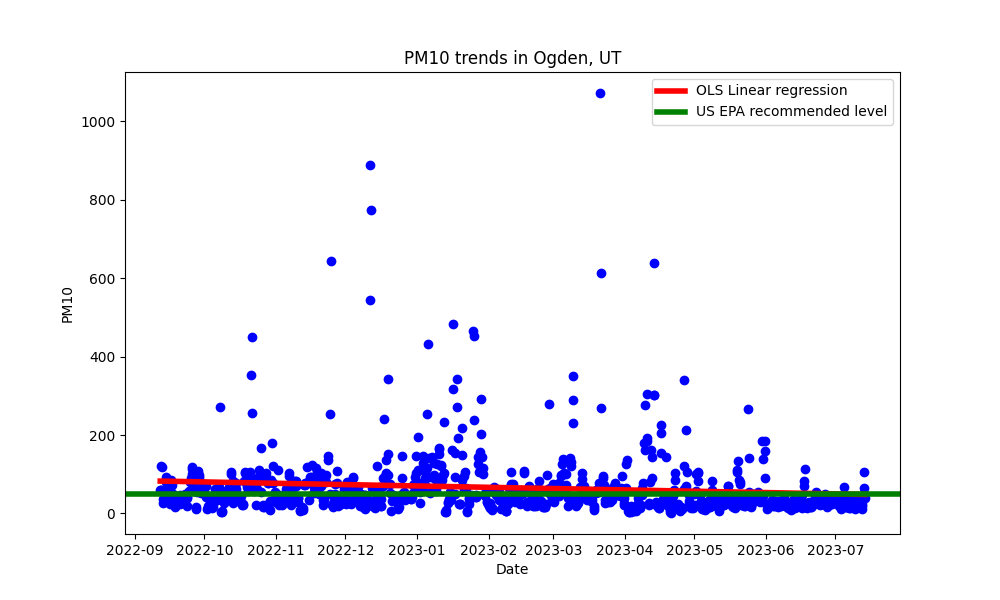 PM10 trends in Ogden, UT
OLS Linear regression
US EPA recommended level
1000
800
600
400
200
0
PM10
2022-09 2022-10 2022-11 2022-12 2023-01 2023-02 2023-03 2023-04 2023-05 2023-06 2023-07
Date